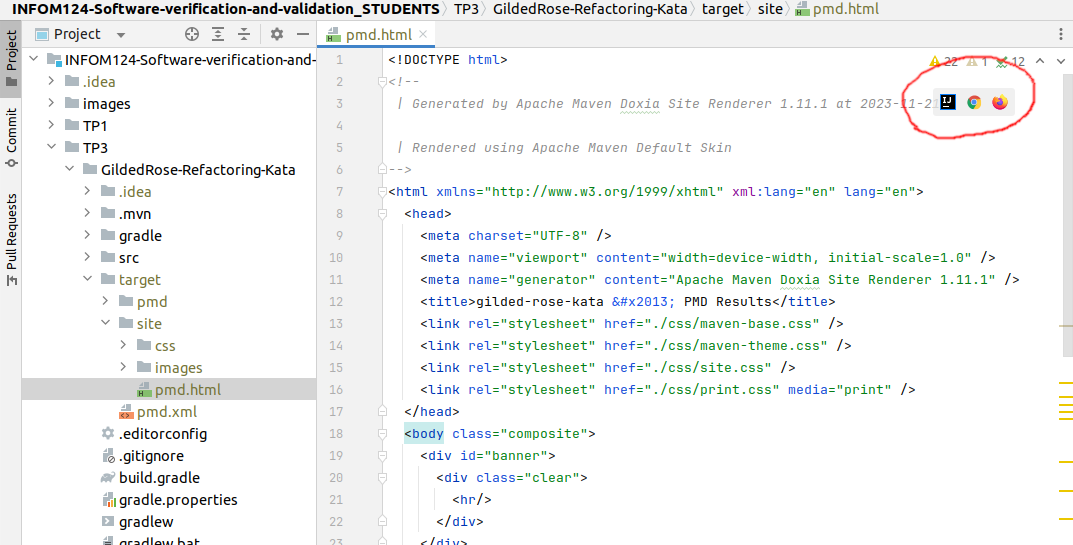 INFOM124-Software-verification-and-validation_STUDENTS TP3 GildedRose-Refactoring-Kata target site pmd.html
Project
pmd.html
Project
Commit
Pull Requests
INFOM124-Software-verification-and-
.idea
images
TP1
TP3
GildedRose-Refactoring-Kata
.idea
.mvn
gradle
src
target
pmd
site
css
images
pmd.html
pmd.xml
.editorconfig
.gitignore
build.gradle
gradle.properties
gradlew
gradlew.bat
22 1 12
1 <!DOCTYPE html>
2 <!--
3 | Generated by Apache Maven Doxia Site Renderer 1.11.1 at 2023-11-21
4
5 | Rendered using Apache Maven Default Skin
6 -->
7 <html xmlns="http://www.w3.org/1999/xhtml" xml:lang="en" lang="en">
8 <head>
9 <meta charset="UTF-8" />
10 <meta name="viewport" content="width=device-width, initial-scale=1.0" />
11 <meta name="generator" content="Apache Maven Doxia Site Renderer 1.11.1" />
12 <title>gilded-rose-kata &#x2013; PMD Results</title>
13 <link rel="stylesheet" href="./css/maven-base.css" />
14 <link rel="stylesheet" href="./css/maven-theme.css" />
15 <link rel="stylesheet" href="./css/site.css" />
16 <link rel="stylesheet" href="./css/print.css" media="print" />
17 </head>
18 <body class="composite">
19 <div id="banner">
20 <div class="clear">
21 <hr/>
22 </div>
23 </div>